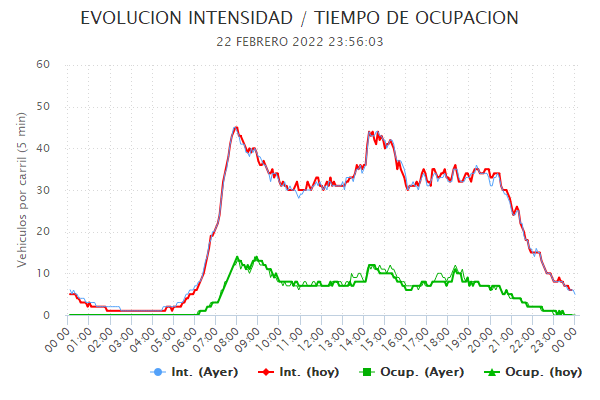 EVOLUCION INTENSIDAD / TIEMPO DE OCUPACION
22 FEBRERO 2022 23:56:03
Vehiculos por carril (5 min)
60
50
40
30
20
10
0
00:00 01:00 02:00 03:00 04:00 05:00 06:00 07:00 08:00 09:00 10:00 11:00 12:00 13:00 14:00 15:00 16:00 17:00 18:00 19:00 20:00 21:00 22:00 23:00 00:00
Int. (Ayer) Int. (hoy) Ocup. (Ayer) Ocup. (hoy)